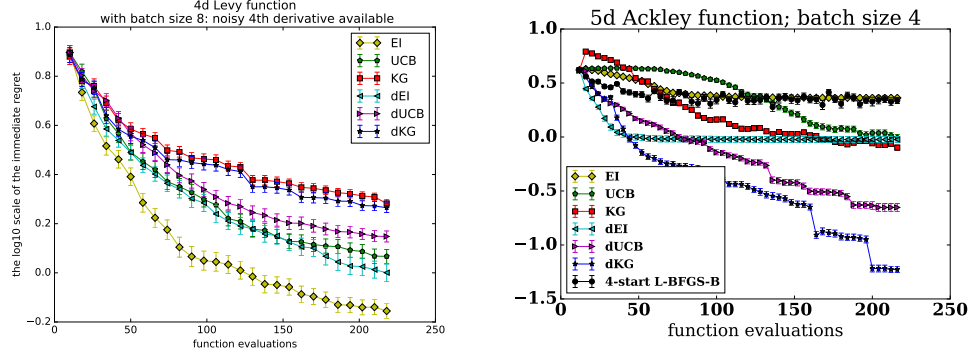 4d Levy function
with batch size 8: noisy 4th derivative available
the log10 scale of the immediate regret
1.0
0.8
0.6
0.4
0.2
0.0
−0.2
0
50
100
150
200
250
function evaluations
EI
UCB
KG
dEI
dUCB
dKG
5d Ackley function; batch size 4
1.0
0.5
0.0
−0.5
−1.0
−1.5
0
50
100
150
200
250
function evaluations
EI
UCB
KG
dEI
dUCB
dKG
4-start L-BFGS-B